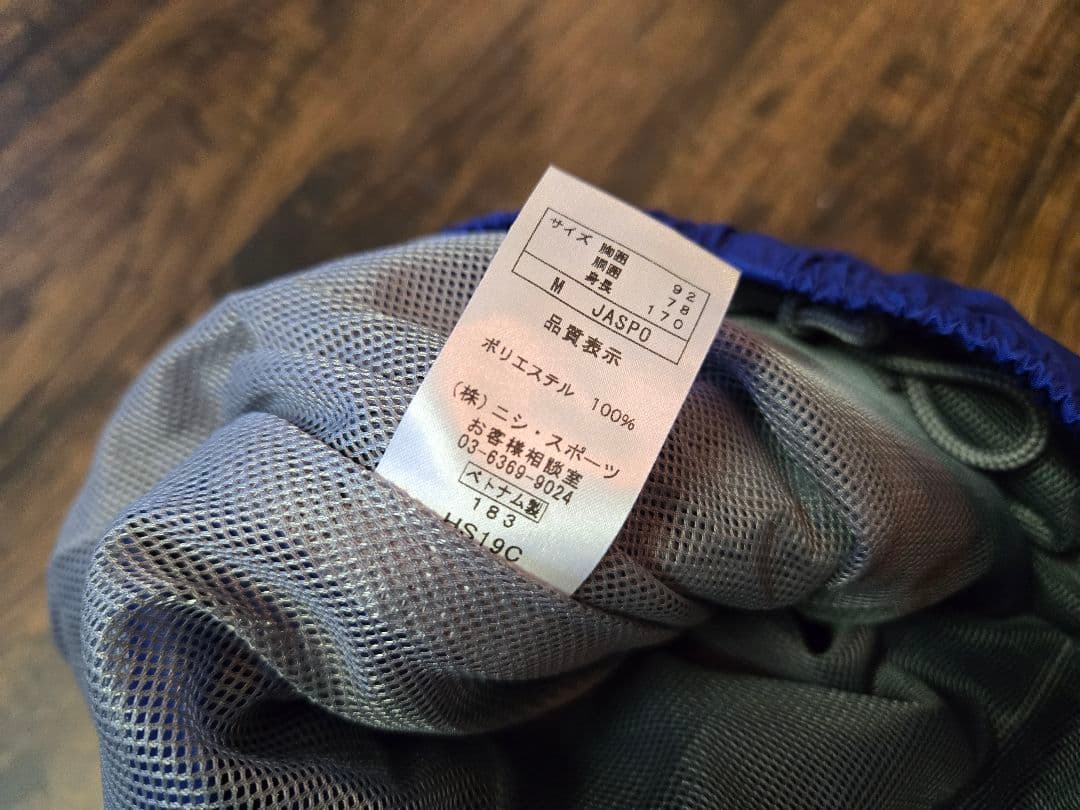 サイズ 胸囲 92
胴囲 78
身長 170
M JASPO
品質表示
ポリエステル 100%
(株)ニシ・スポーツ
お客様相談室
03-6369-9024
ベトナム製
183
HS19C